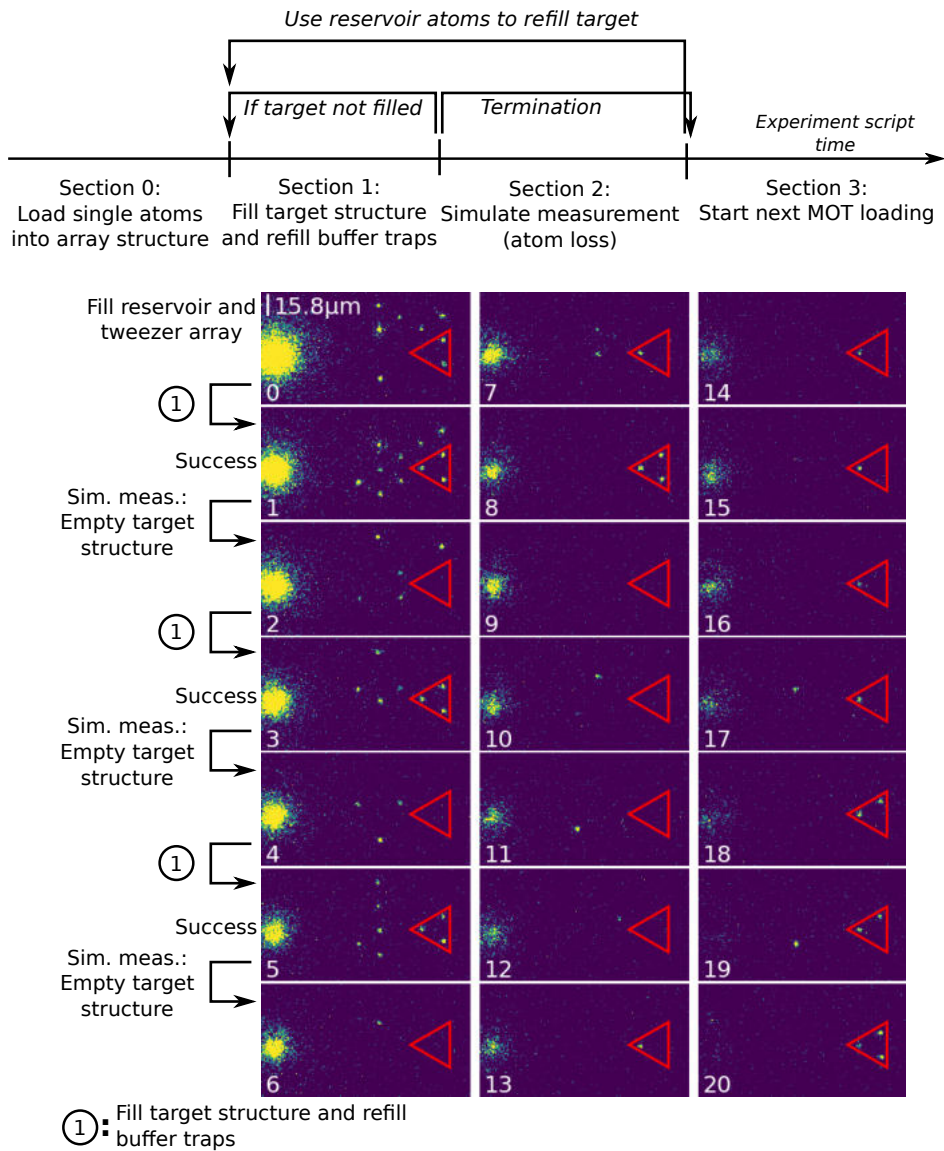 Use reservoir atoms to refill target
If target not filled
Termination
Experiment script
time
Section 0:
Load single atoms
into array structure
Section 1:
Fill target structure
and refill buffer traps
Section 2:
Simulate measurement
(atom loss)
Section 3:
Start next MOT loading
Fill reservoir and
tweezer array
15.8μm
0
1
Success
1
Sim. meas.:
Empty target
structure
2
1
Success
3
Sim. meas.:
Empty target
structure
4
1
Success
5
Sim. meas.:
Empty target
structure
6
7
8
9
10
11
12
13
14
15
16
17
18
19
20
1: Fill target structure and refill
buffer traps